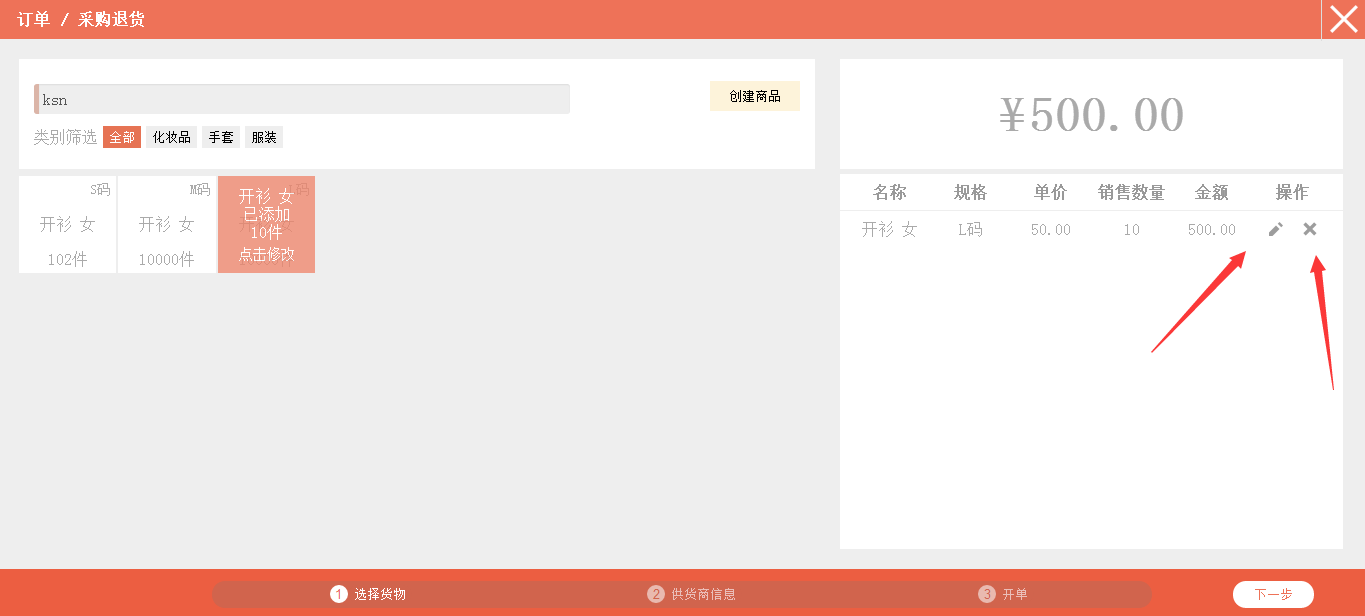 订单 / 采购退货
ksn
创建商品
类别筛选 全部 化妆品 手套 服装
¥500.00
S码
开衫 女
102件
M码
开衫 女
10000件
开衫 女
已添加
10件
点击修改
名称 规格 单价 销售数量 金额 操作
开衫 女 L码 50.00 10 500.00
1 选择货物 2 供货商信息 3 开单
下一步